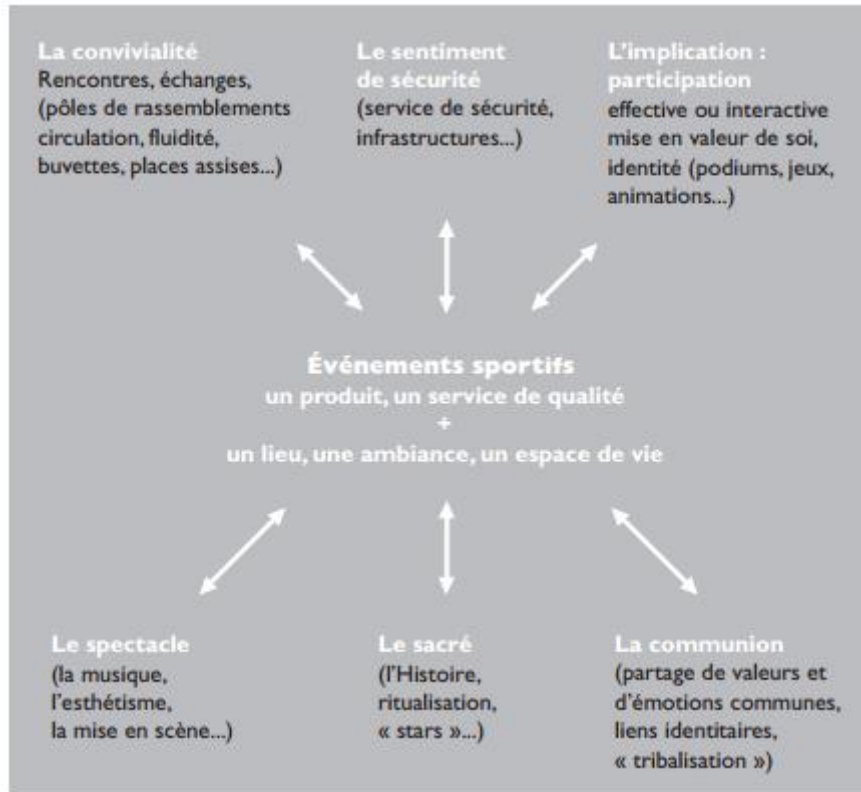 La convivialité
Rencontres, échanges,
(pôles de rassemblements
circulation, fluidité,
buvettes, places assises...)
Le sentiment
de sécurité
(service de sécurité,
infrastructures...)
L'implication :
participation
effective ou interactive
mise en valeur de soi,
identité (podiums, jeux,
animations...)
Événements sportifs
un produit, un service de qualité
+
un lieu, une ambiance, un espace de vie
Le spectacle
(la musique,
l'esthétisme,
la mise en scène...)
Le sacré
(l'Histoire,
ritualisation,
« stars »...)
La communion
(partage de valeurs et
d'émotions communes,
liens identitaires,
« tribalisation »)